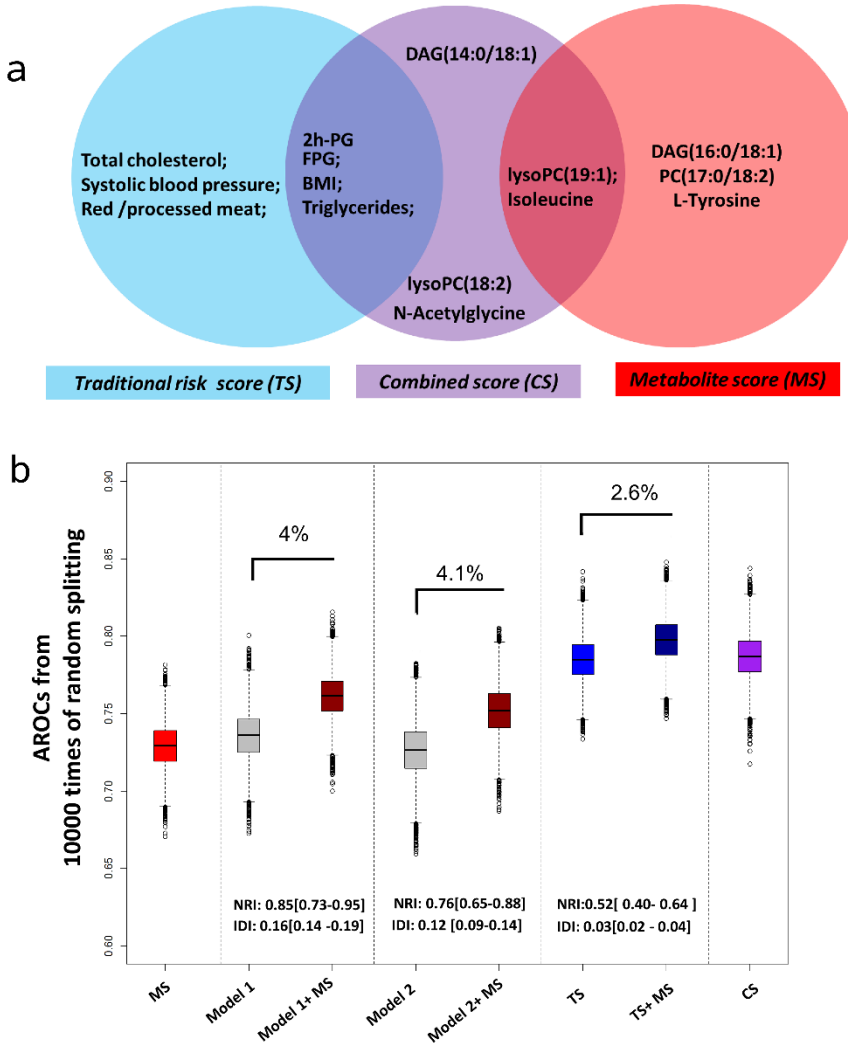 a
DAG(14:0/18:1)
Total cholesterol;
Systolic blood pressure;
Red /processed meat;
2h-PG
FPG;
BMI;
Triglycerides;
lysoPC(19:1);
Isoleucine
DAG(16:0/18:1)
PC(17:0/18:2)
L-Tyrosine
lysoPC(18:2)
N-Acetylglycine
Traditional risk score (TS)
Combined score (CS)
Metabolite score (MS)
b
AROCs from
10000 times of random splitting
0.90
0.85
0.80
0.75
0.70
0.65
0.60
4%
4.1%
2.6%
NRI: 0.85[0.73-0.95]
IDI: 0.16[0.14 -0.19]
NRI: 0.76[0.65-0.88]
IDI: 0.12 [0.09-0.14]
NRI:0.52[ 0.40- 0.64 ]
IDI: 0.03[0.02 - 0.04]
MS
Model 1
Model 1+ MS
Model 2
Model 2+ MS
TS
TS+ MS
CS